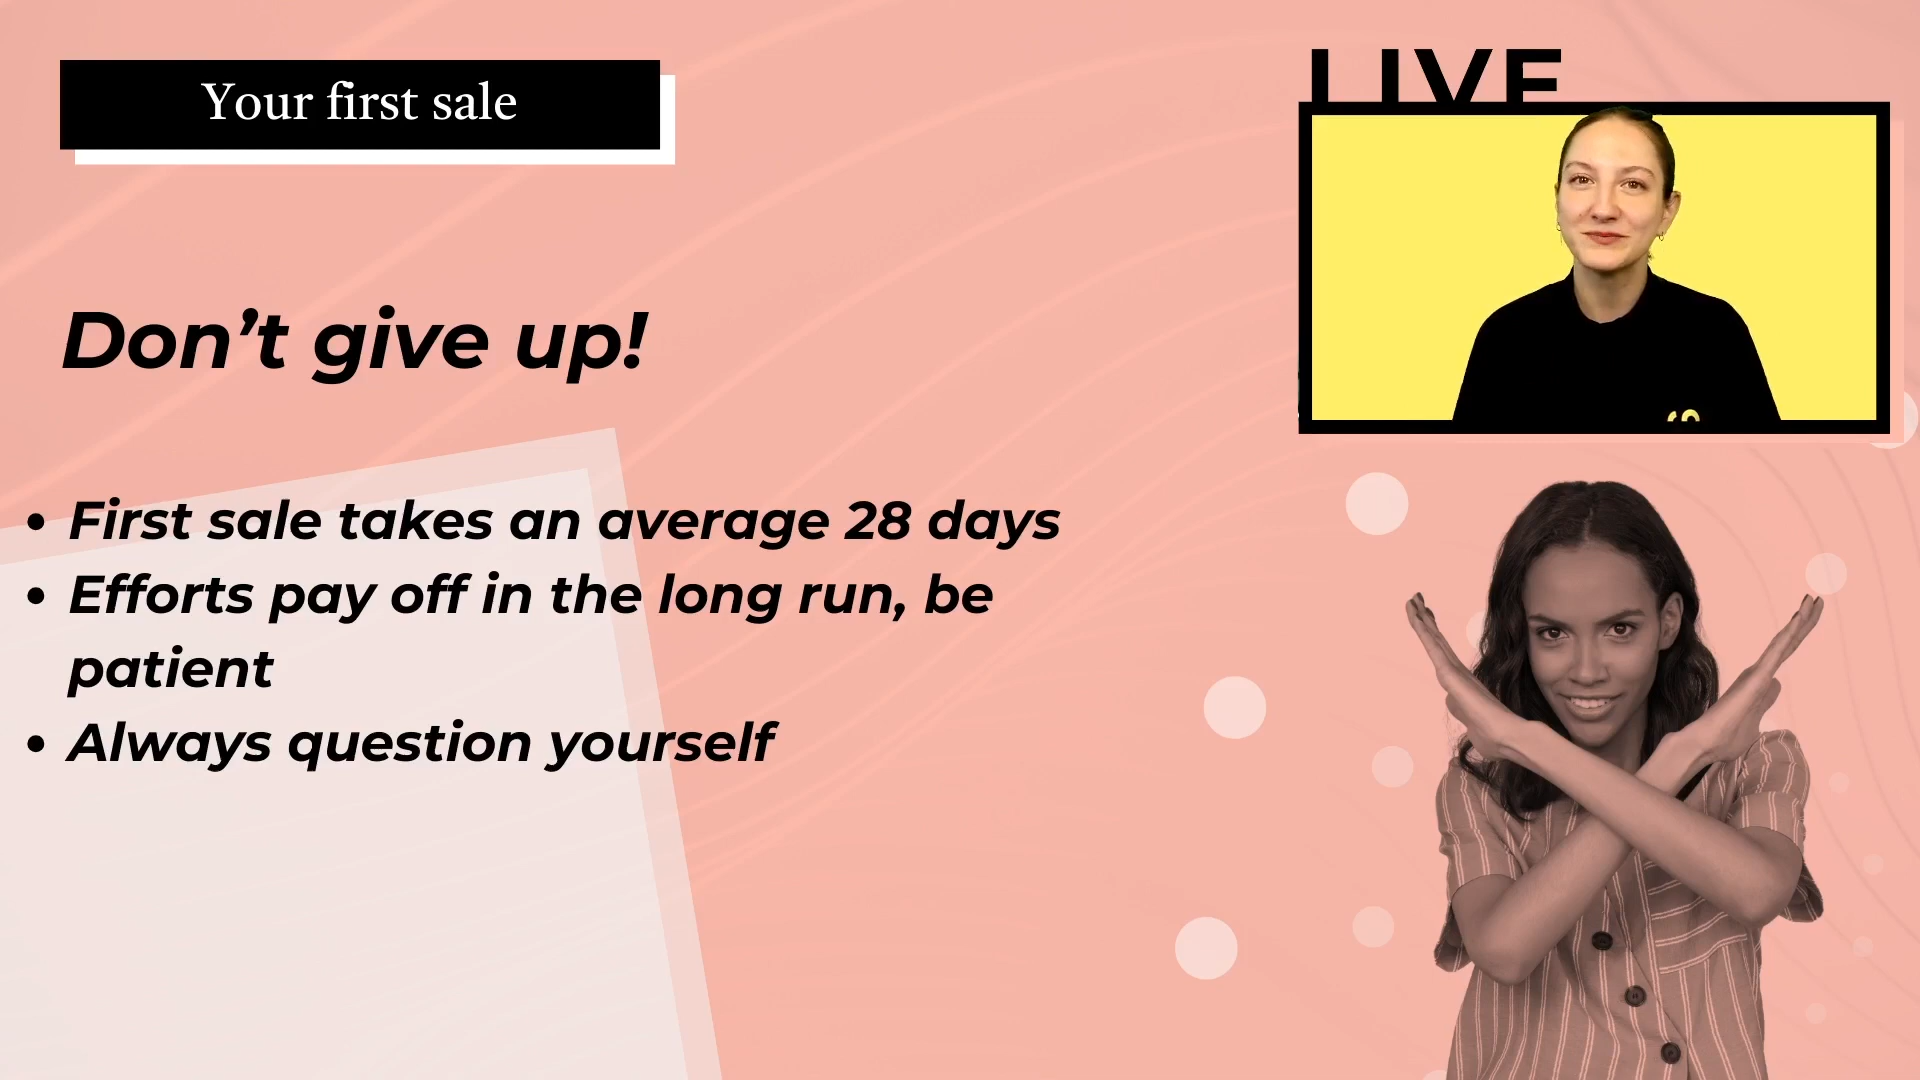 Your first sale
LIVE
Don’t give up!
• First sale takes an average 28 days
• Efforts pay off in the long run, be
patient
• Always question yourself